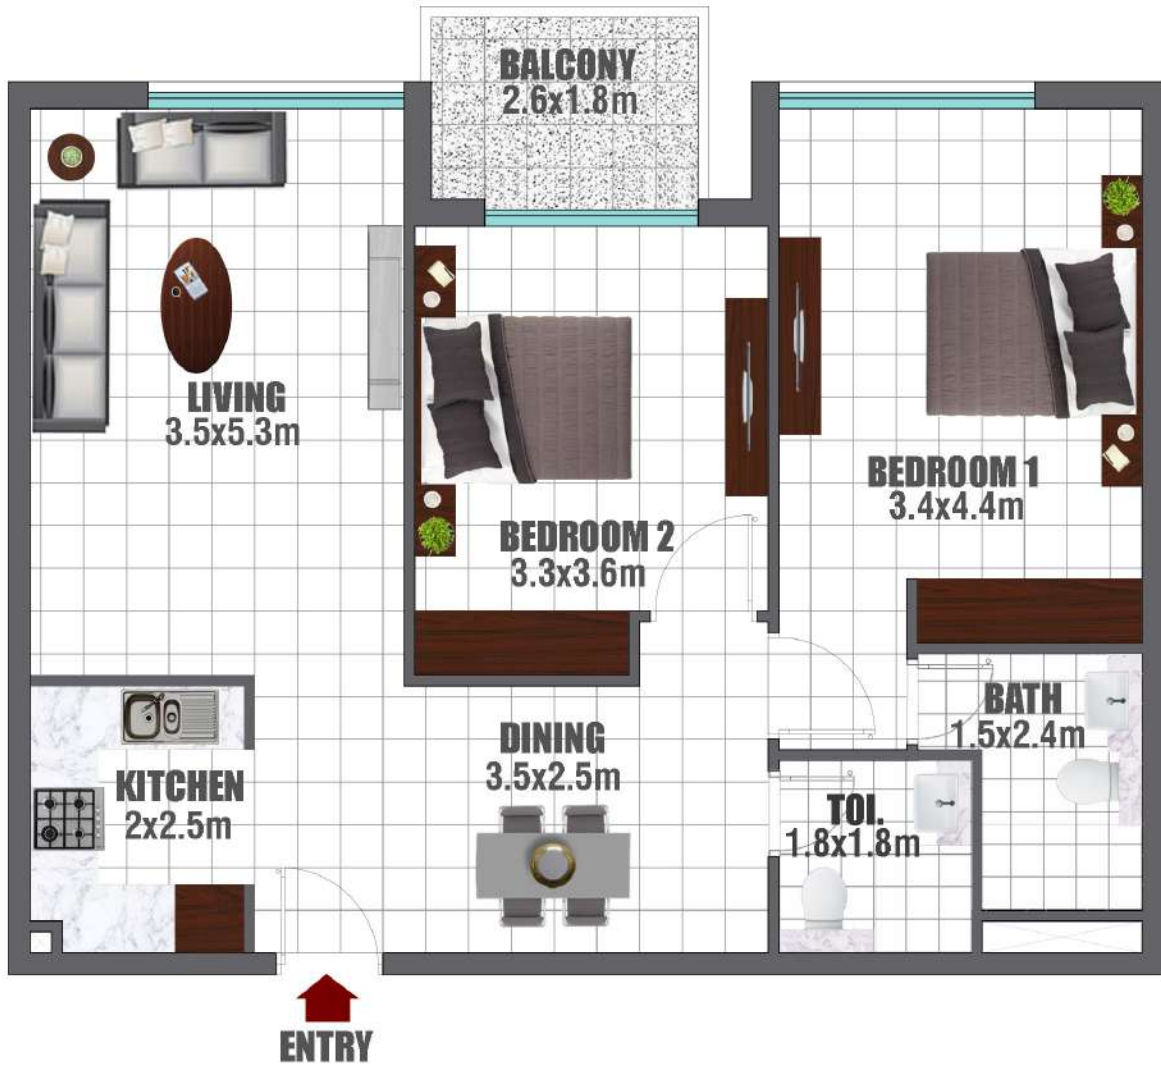 BALCONY
2.6x1.8m
LIVING
3.5x5.3m
BEDROOM 1
3.4x4.4m
BEDROOM 2
3.3x3.6m
BATH
1.5x2.4m
DINING
3.5x2.5m
KITCHEN
2x2.5m
TOI.
1.8x1.8m
ENTRY